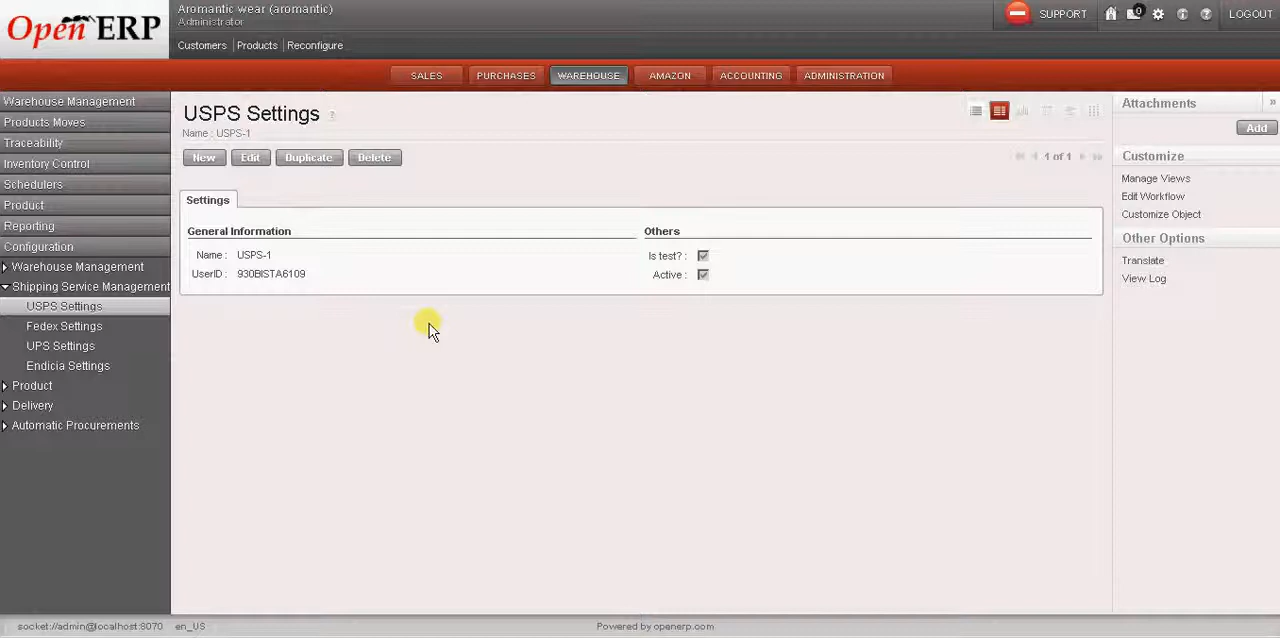 Open ERP
Aromantic wear (aromantic)
Administrator
Customers Products Reconfigure
SUPPORT 0 LOGOUT
SALES PURCHASES WAREHOUSE AMAZON ACCOUNTING ADMINISTRATION
Warehouse Management
Products Moves
Traceability
Inventory Control
Schedulers
Product
Reporting
Configuration
Warehouse Management
Shipping Service Management
USPS Settings
Fedex Settings
UPS Settings
Endicia Settings
Product
Delivery
Automatic Procurements
USPS Settings ?
Name : USPS-1
New Edit Duplicate Delete
1 of 1
Settings
General Information
Name : USPS-1
UserID : 930BISTA6109
Others
Is test? :
Active :
Attachments »
Add
Customize
Manage Views
Edit Workflow
Customize Object
Other Options
Translate
View Log
socket://admin@localhost:8070 en_US
Powered by openerp.com